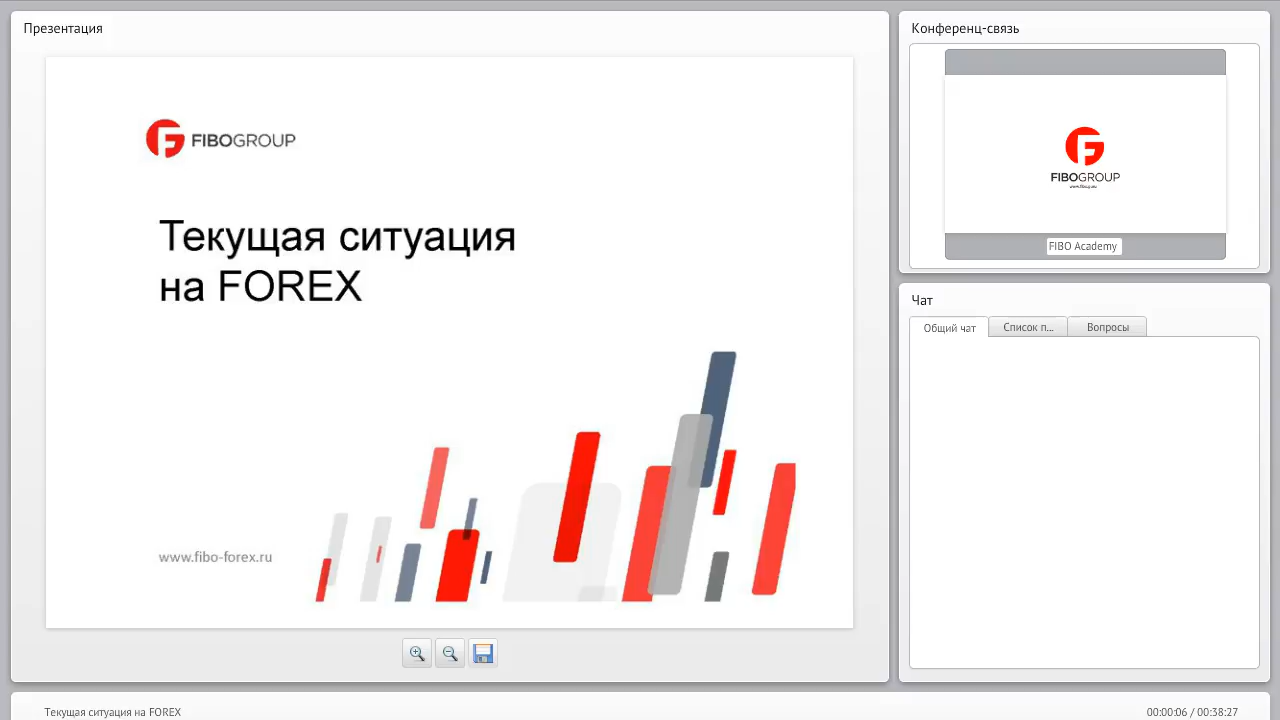 Презентация
FIBOGROUP
Текущая ситуация
на FOREX
www.fibo-forex.ru
Конференц-связь
FIBOGROUP
FIBO Academy
Чат
Общий чат
Список п...
Вопросы
Текущая ситуация на FOREX
00:00:06 / 00:38:27